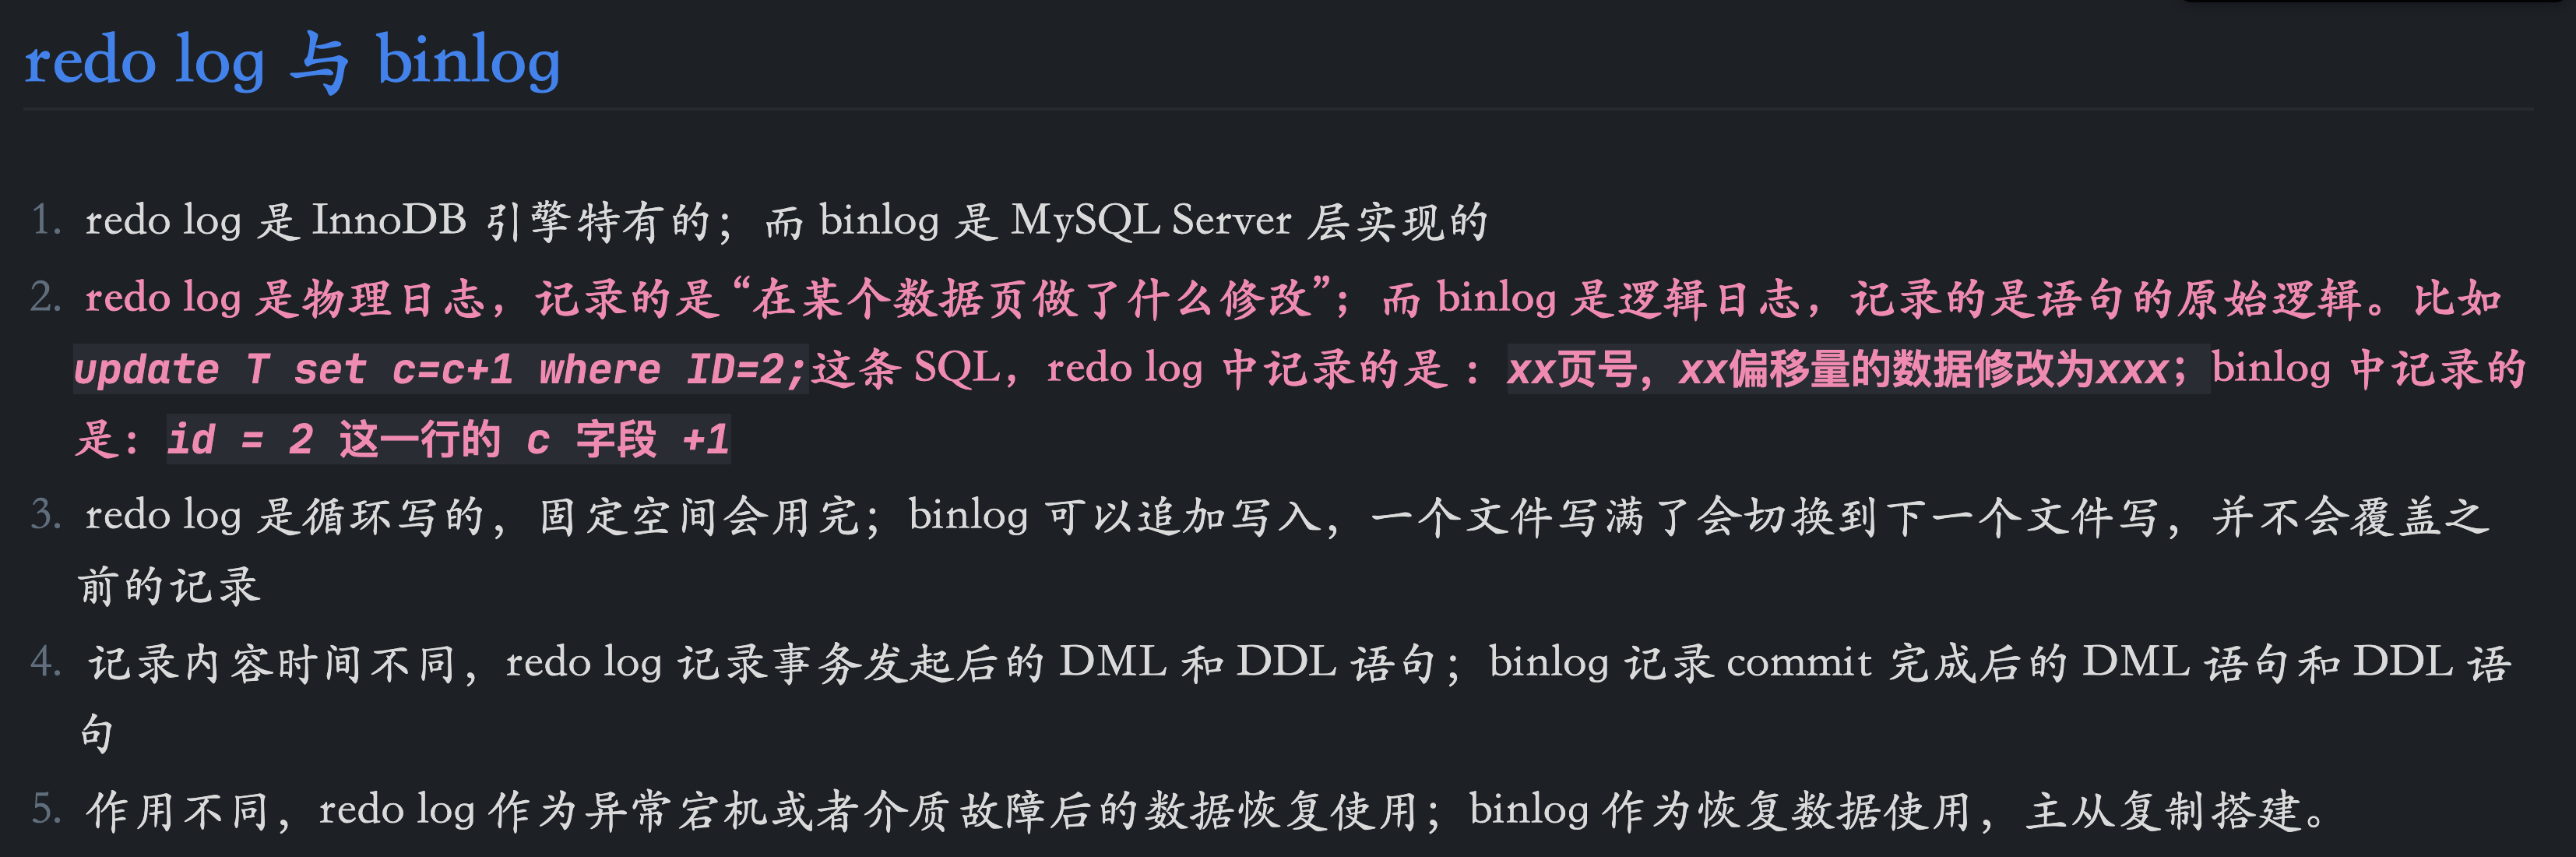 redo log 与 binlog
1. redo log 是 InnoDB 引擎特有的；而 binlog 是 MySQL Server 层实现的
2. redo log 是物理日志，记录的是 “在某个数据页做了什么修改”；而 binlog 是逻辑日志，记录的是语句的原始逻辑。比如
update T set c=c+1 where ID=2;这条 SQL，redo log 中记录的是 ：xx页号，xx偏移量的数据修改为xxx；binlog 中记录的
是：id = 2 这一行的 c 字段 +1
3. redo log 是循环写的，固定空间会用完；binlog 可以追加写入，一个文件写满了会切换到下一个文件写，并不会覆盖之
前的记录
4. 记录内容时间不同，redo log 记录事务发起后的 DML 和 DDL 语句；binlog 记录 commit 完成后的 DML 语句和 DDL 语
句
5. 作用不同，redo log 作为异常宕机或者介质故障后的数据恢复使用；binlog 作为恢复数据使用，主从复制搭建。